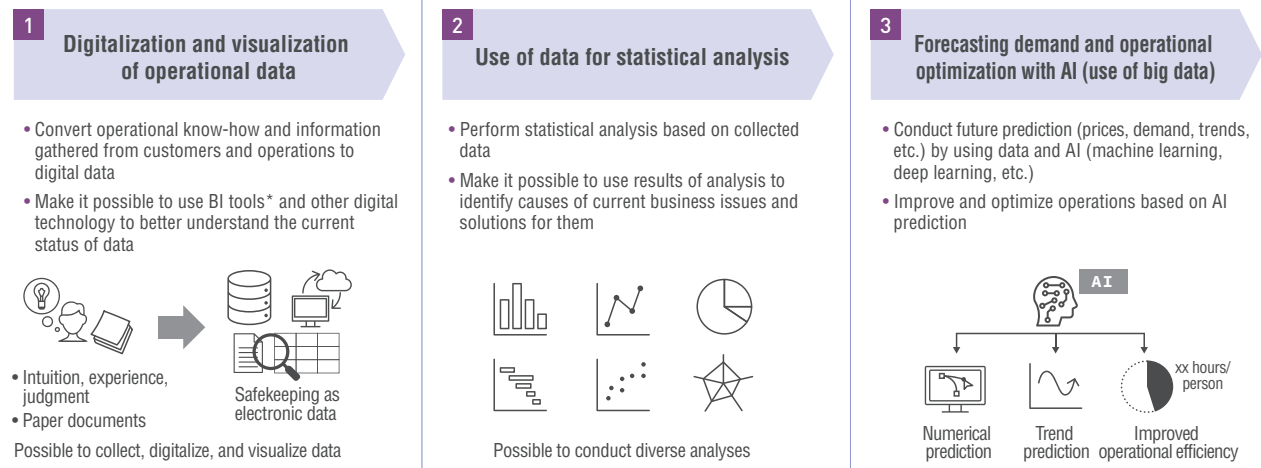 1
Digitalization and visualization
of operational data
• Convert operational know-how and information
gathered from customers and operations to
digital data
• Make it possible to use BI tools* and other digital
technology to better understand the current
status of data
• Intuition, experience,
judgment
• Paper documents
Safekeeping as
electronic data
Possible to collect, digitalize, and visualize data
2
Use of data for statistical analysis
• Perform statistical analysis based on collected
data
• Make it possible to use results of analysis to
identify causes of current business issues and
solutions for them
Possible to conduct diverse analyses
3
Forecasting demand and operational
optimization with AI (use of big data)
• Conduct future prediction (prices, demand, trends,
etc.) by using data and AI (machine learning,
deep learning, etc.)
• Improve and optimize operations based on AI
prediction
AI
xx hours/
person
Numerical
prediction
Trend
prediction
Improved
operational efficiency